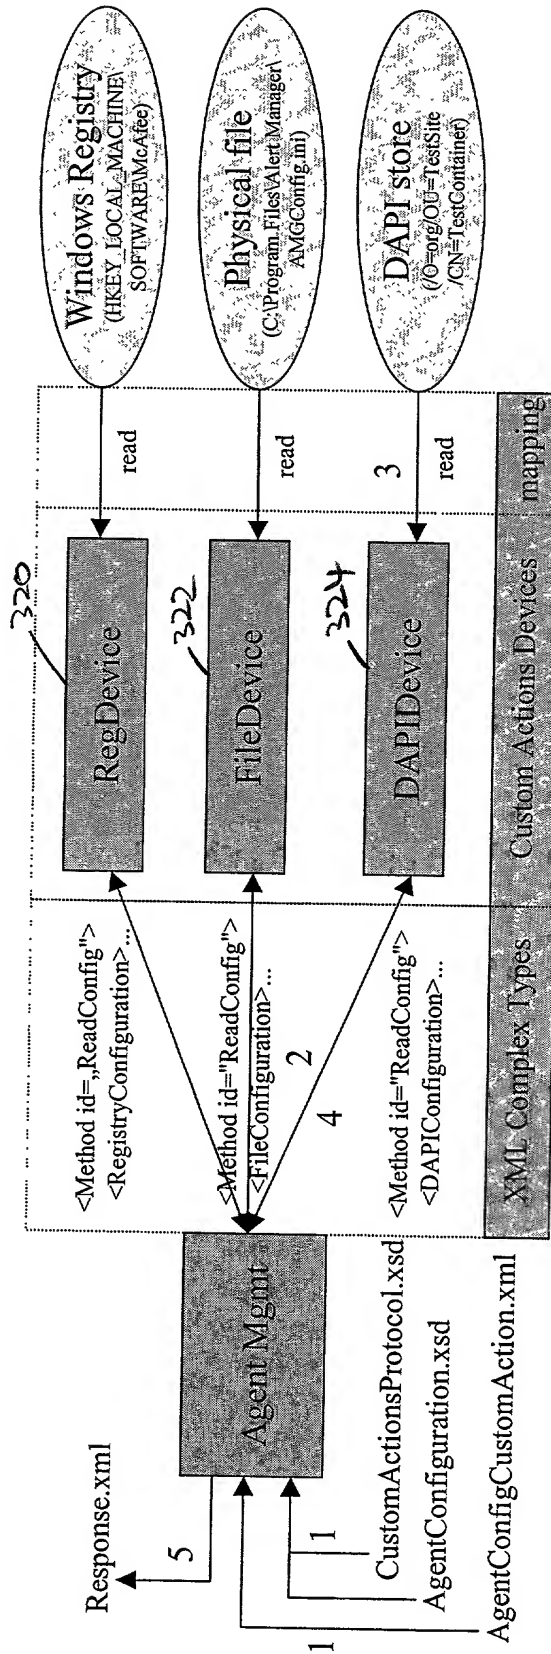 Response.xml
5
1
1
CustomActionsProtocol.xsd
AgentConfiguration.xsd
AgentConfigCustomAction.xml
Agent Mgmt
<Method id=„ReadConfig">
<RegistryConfiguration>...
<Method id="ReadConfig">
<FileConfiguration>...
2
4
<Method id="ReadConfig">
<DAPIConfiguration>...
320
RegDevice
322
FileDevice
324
DAPIDevice
read
read
3
read
Windows Registry
(HKEY_LOCAL_MACHINE\
SOFTWARE\McAfee)
Physical file
(C:\Program Files\Alert Manager\
AMGConfig.ini)
DAPI store
(/O=org/OU=TestSite
/CN=TestContainer)
XML Complex Types
Custom Actions Devices
mapping